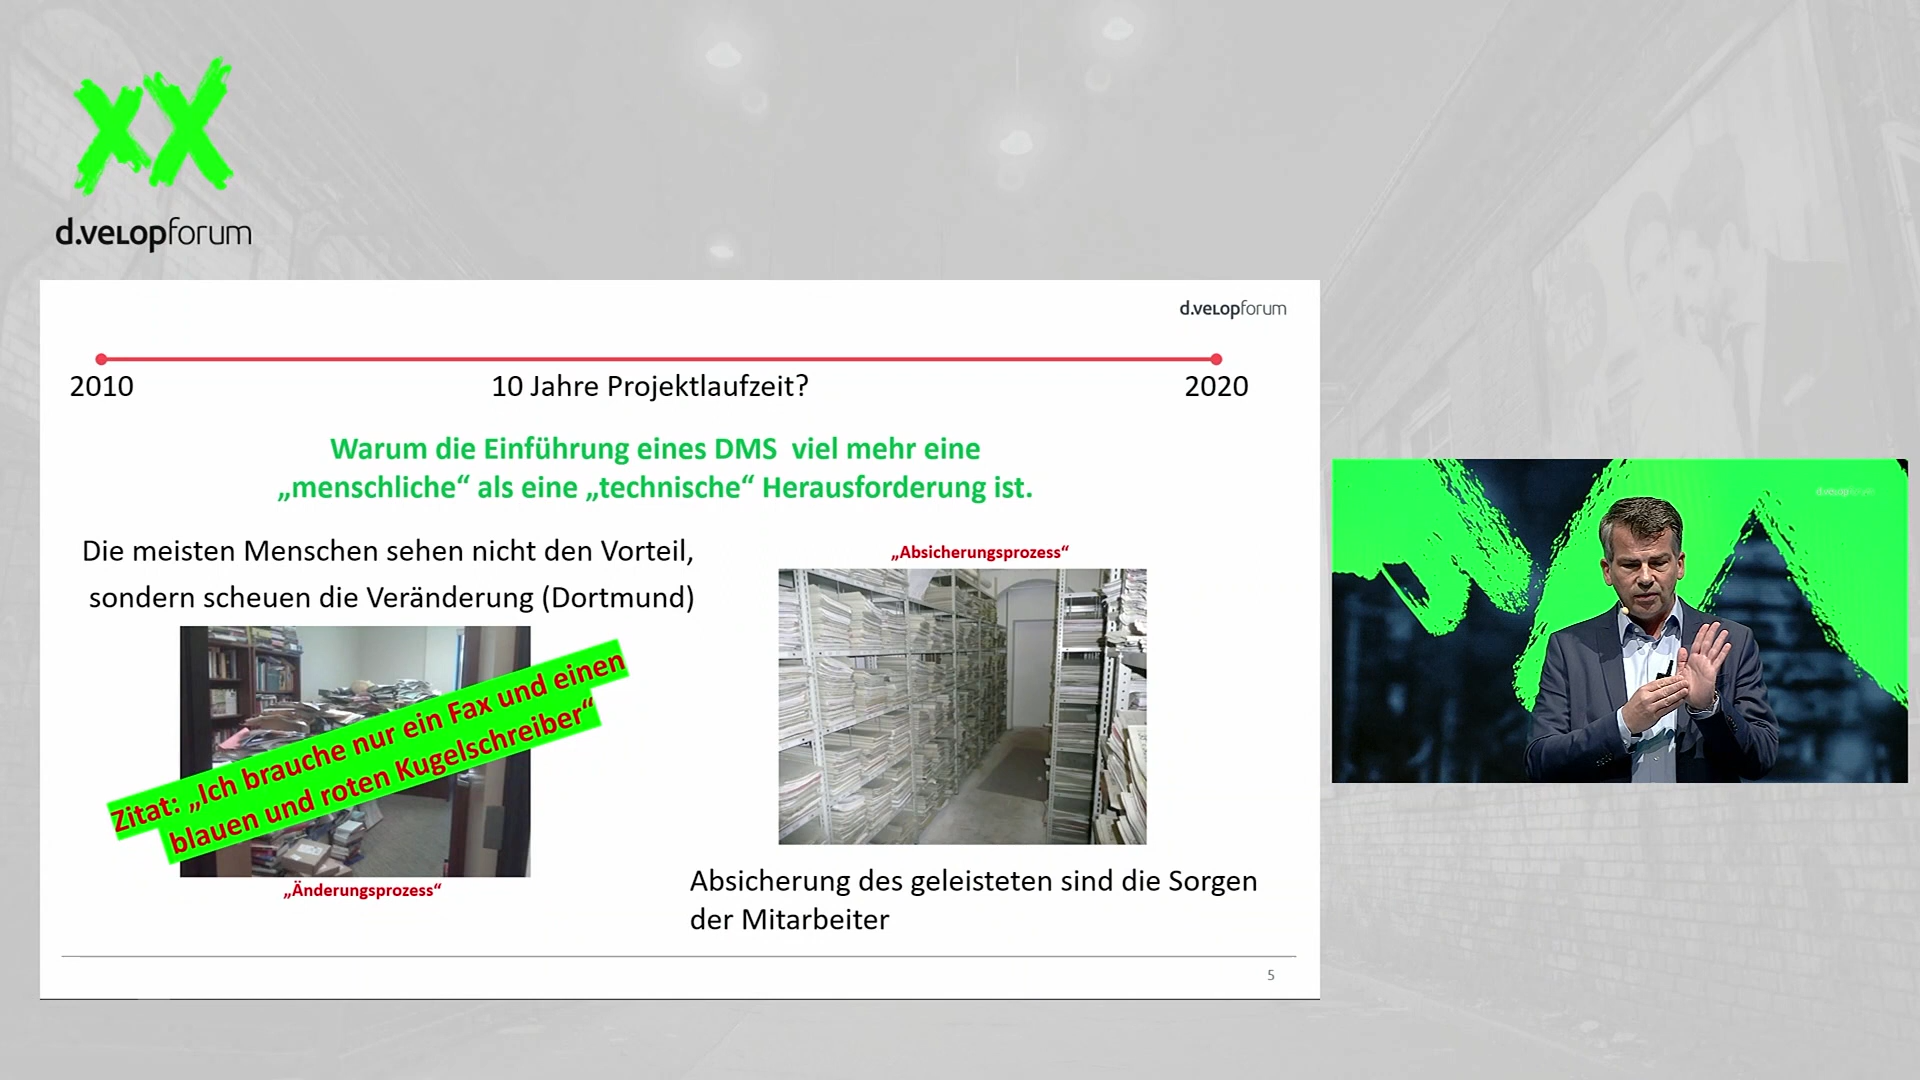 xx
d.velopforum
d.velopforum
2010
10 Jahre Projektlaufzeit?
2020
Warum die Einführung eines DMS viel mehr eine
„menschliche“ als eine „technische“ Herausforderung ist.
Die meisten Menschen sehen nicht den Vorteil,
sondern scheuen die Veränderung (Dortmund)
Zitat: „Ich brauche nur ein Fax und einen
blauen und roten Kugelschreiber“
„Änderungsprozess“
„Absicherungsprozess“
Absicherung des geleisteten sind die Sorgen
der Mitarbeiter
5
d.velopforum